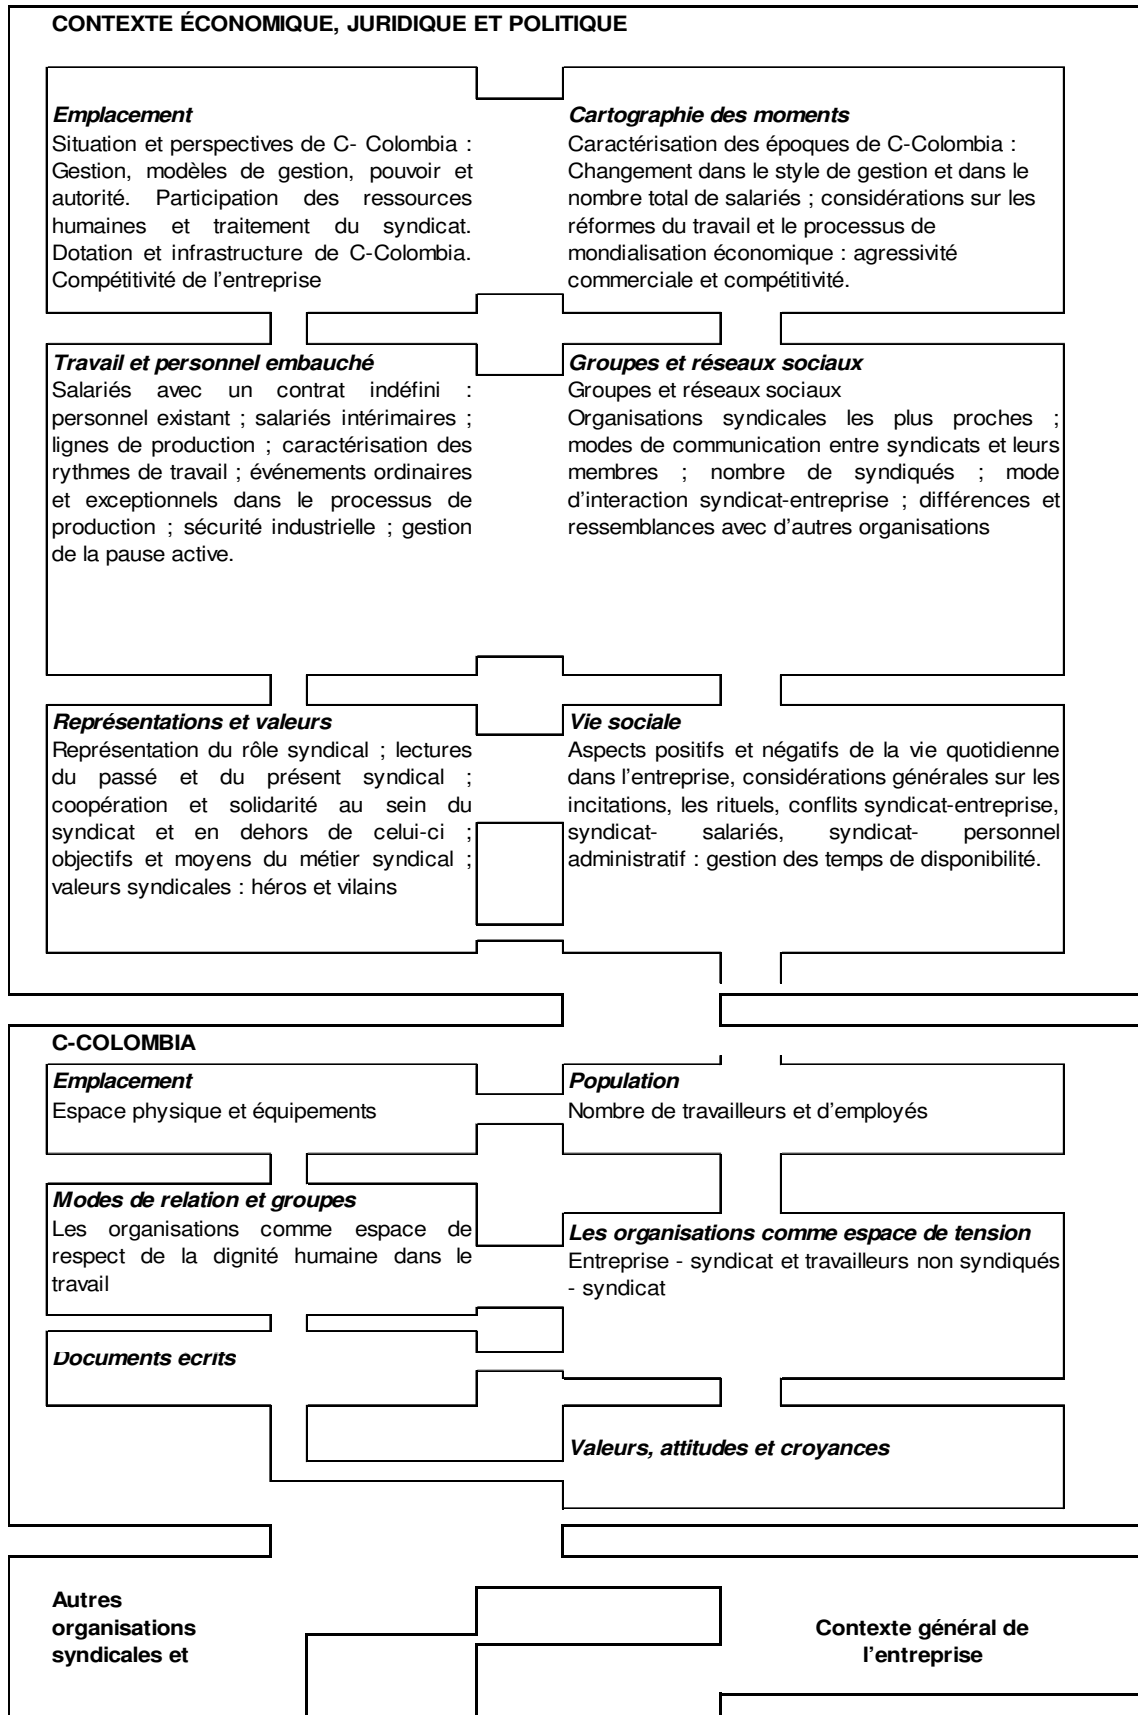 CONTEXTE ÉCONOMIQUE, JURIDIQUE ET POLITIQUE
Emplacement
Situation et perspectives de C- Colombia :
Gestion, modèles de gestion, pouvoir et
autorité. Participation des ressources
humaines et traitement du syndicat.
Dotation et infrastructure de C-Colombia.
Compétitivité de l'entreprise
Cartographie des moments
Caractérisation des époques de C-Colombia :
Changement dans le style de gestion et dans le
nombre total de salariés ; considérations sur les
réformes du travail et le processus de
mondialisation économique : agressivité
commerciale et compétitivité.
Travail et personnel embauché
Salariés avec un contrat indéfini :
personnel existant ; salariés intérimaires ;
lignes de production ; caractérisation des
rythmes de travail ; événements ordinaires
et exceptionnels dans le processus de
production ; sécurité industrielle ; gestion
de la pause active.
Groupes et réseaux sociaux
Groupes et réseaux sociaux
Organisations syndicales les plus proches ;
modes de communication entre syndicats et leurs
membres ; nombre de syndiqués ; mode
d'interaction syndicat-entreprise ; différences et
ressemblances avec d'autres organisations
Représentations et valeurs
Représentation du rôle syndical ; lectures
du passé et du présent syndical ;
coopération et solidarité au sein du
syndicat et en dehors de celui-ci ;
objectifs et moyens du métier syndical ;
valeurs syndicales : héros et vilains
Vie sociale
Aspects positifs et négatifs de la vie quotidienne
dans l'entreprise, considérations générales sur les
incitations, les rituels, conflits syndicat-entreprise,
syndicat- salariés, syndicat- personnel
administratif : gestion des temps de disponibilité.
C-COLOMBIA
Emplacement
Espace physique et équipements
Population
Nombre de travailleurs et d'employés
Modes de relation et groupes
Les organisations comme espace de
respect de la dignité humaine dans le
travail
Les organisations comme espace de tension
Entreprise - syndicat et travailleurs non syndiqués
- syndicat
Documents écrits
Valeurs, attitudes et croyances
Autres
organisations
syndicales et
Contexte général de
l'entreprise